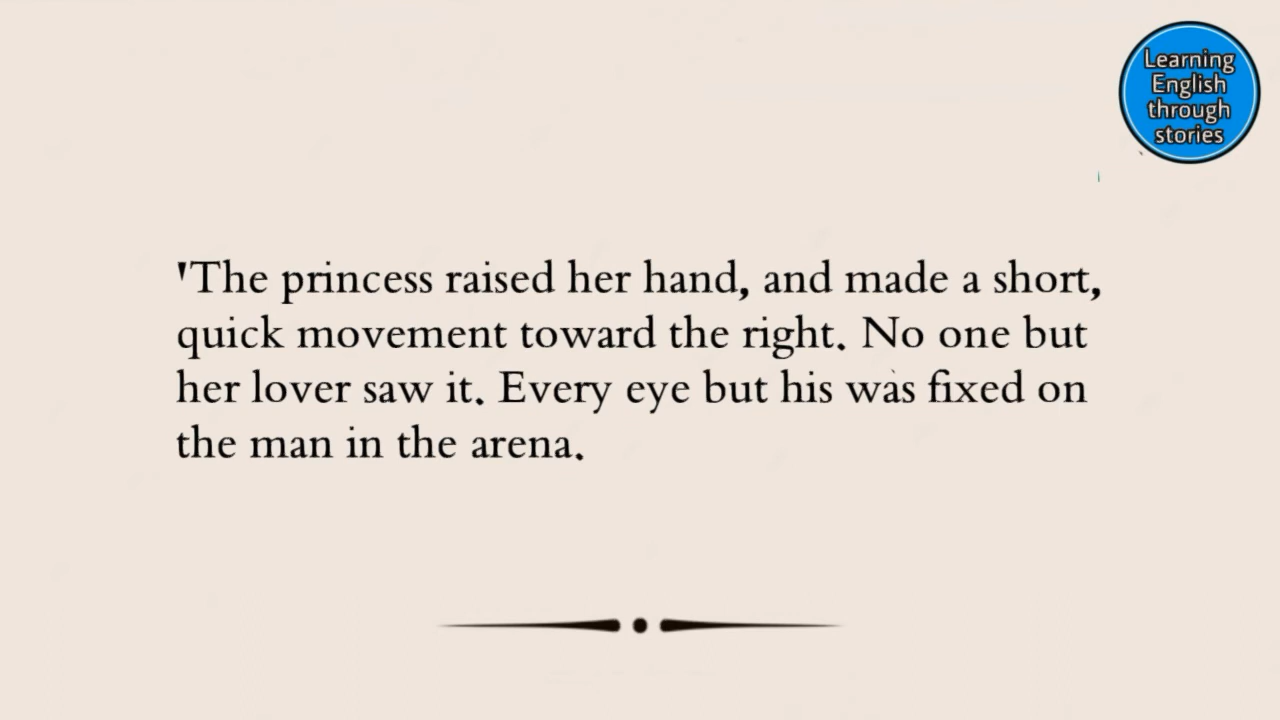 Learning
English
through
stories
'The princess raised her hand, and made a short,
quick movement toward the right. No one but
her lover saw it. Every eye but his was fixed on
the man in the arena.